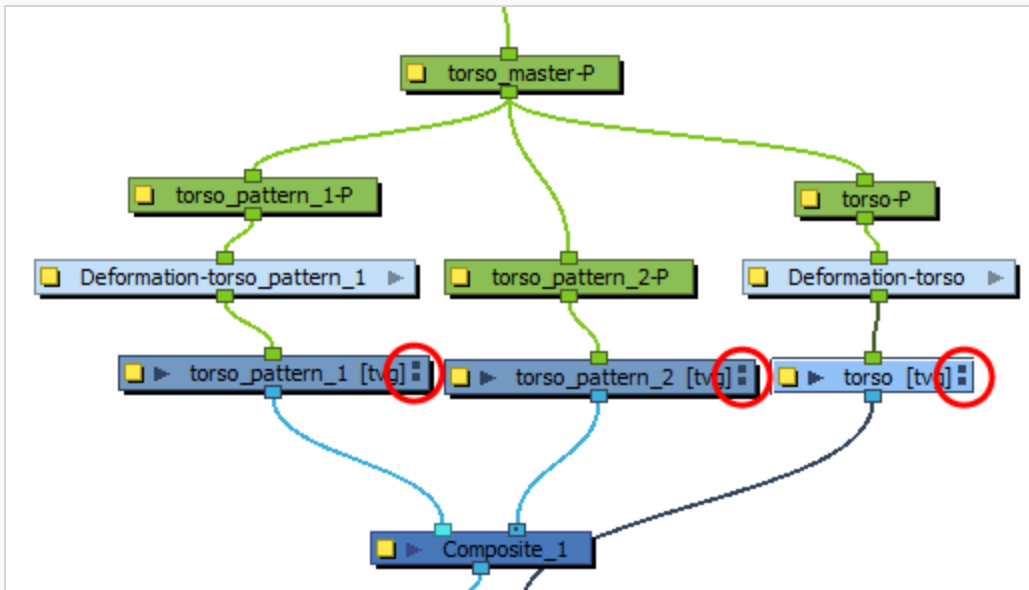 torso_master-P
torso_pattern_1-P
torso-P
Deformation-torso_pattern_1
torso_pattern_2-P
Deformation-torso
torso_pattern_1 [tvg]
torso_pattern_2 [tvg]
torso [tvg]
Composite_1